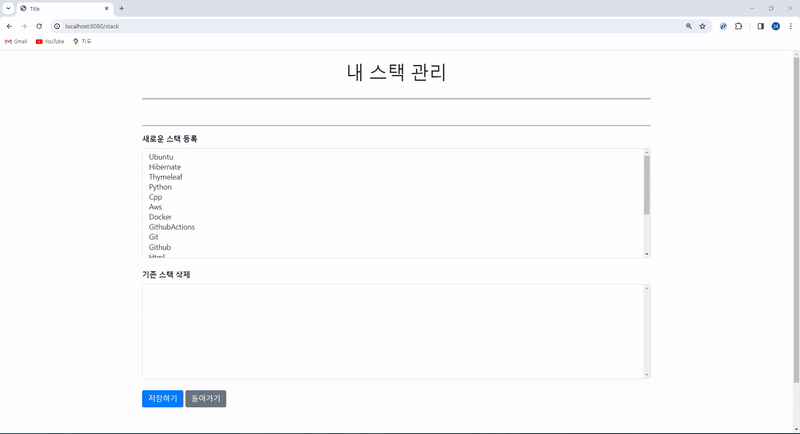 Title
localhost:8080/stack
Gmail
YouTube
지도
내 스택 관리
새로운 스택 등록
Ubuntu
Hibernate
Thymeleaf
Python
Cpp
Aws
Docker
GithubActions
Git
Github
Html
기존 스택 삭제
저장하기
돌아가기